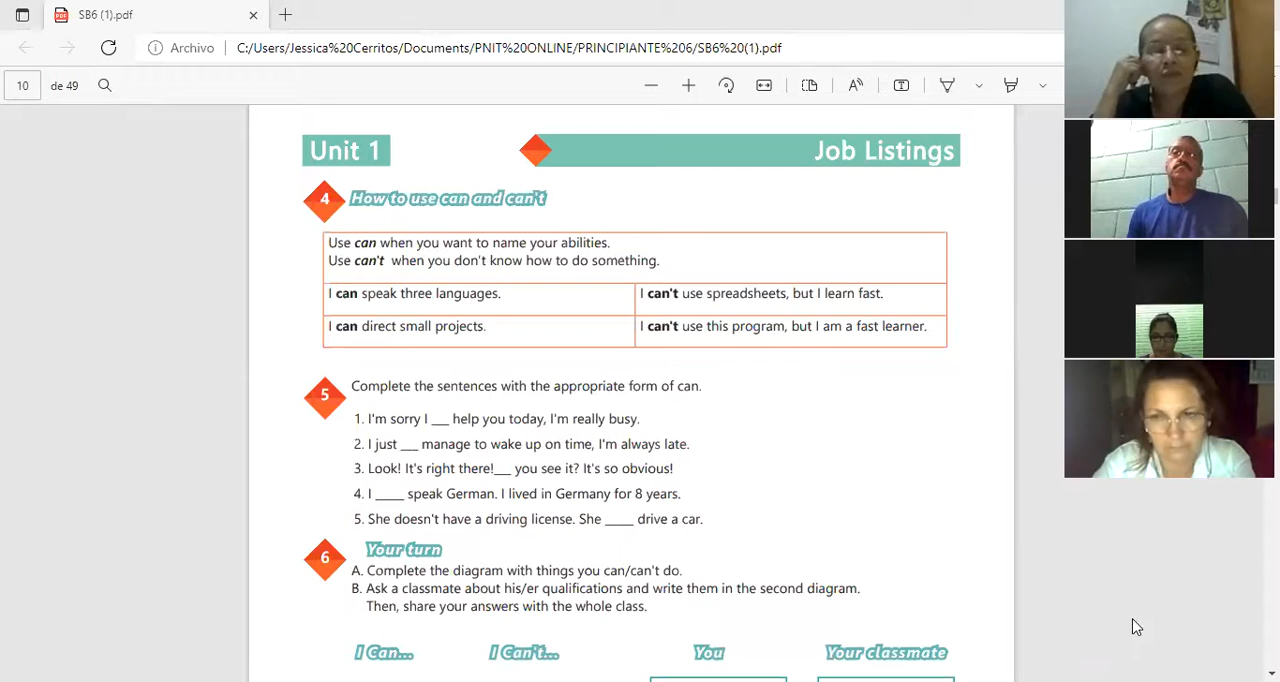 SB6 (1).pdf
Archivo
C:/Users/Jessica%20Cerritos/Documents/PNIT%20ONLINE/PRINCIPIANTE%206/SB6%20(1).pdf
10 de 49
Unit 1
Job Listings
4 How to use can and can't
Use can when you want to name your abilities.
Use can't when you don't know how to do something.
I can speak three languages.
I can't use spreadsheets, but I learn fast.
I can direct small projects.
I can't use this program, but I am a fast learner.
5 Complete the sentences with the appropriate form of can.
1. I'm sorry I ___ help you today, I'm really busy.
2. I just ___ manage to wake up on time, I'm always late.
3. Look! It's right there!___ you see it? It's so obvious!
4. I _____ speak German. I lived in Germany for 8 years.
5. She doesn't have a driving license. She _____ drive a car.
6 Your turn
A. Complete the diagram with things you can/can't do.
B. Ask a classmate about his/er qualifications and write them in the second diagram.
Then, share your answers with the whole class.
I Can...
I Can't...
You
Your classmate